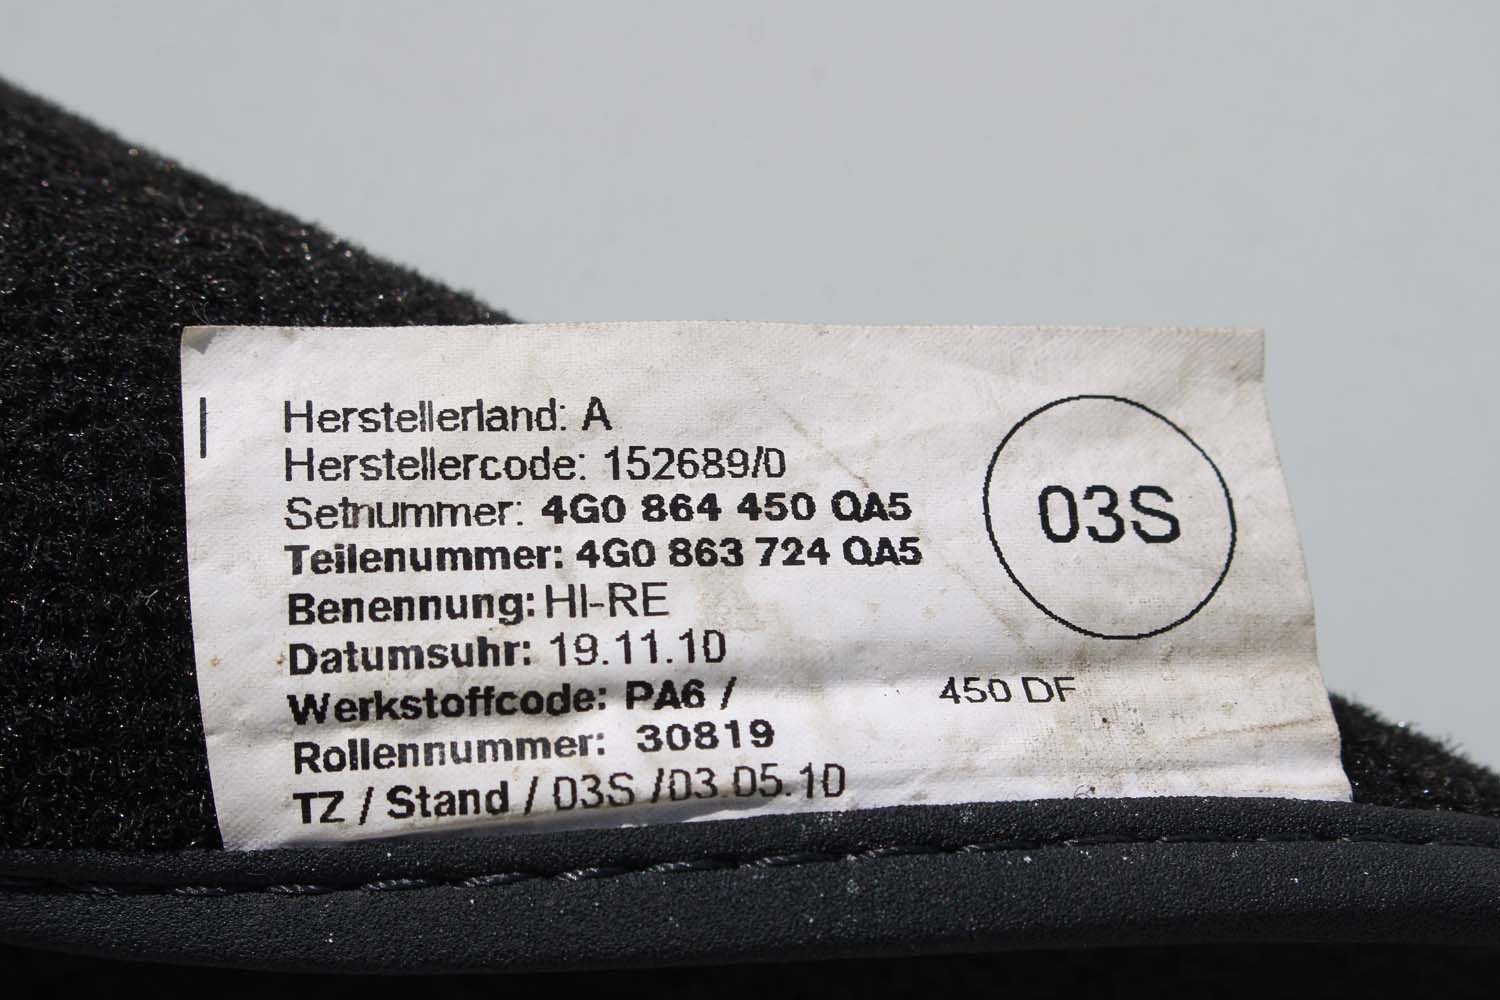 Herstellerland: A
Herstellercode: 152689/0
Setnummer: 4G0 864 450 QA5
Teilenummer: 4G0 863 724 QA5
Benennung: HI-RE
Datumsuhr: 19.11.10
Werkstoffcode: PA6 / 450 DF
Rollennummer: 30819
TZ / Stand / 03S /03.05.10
03S